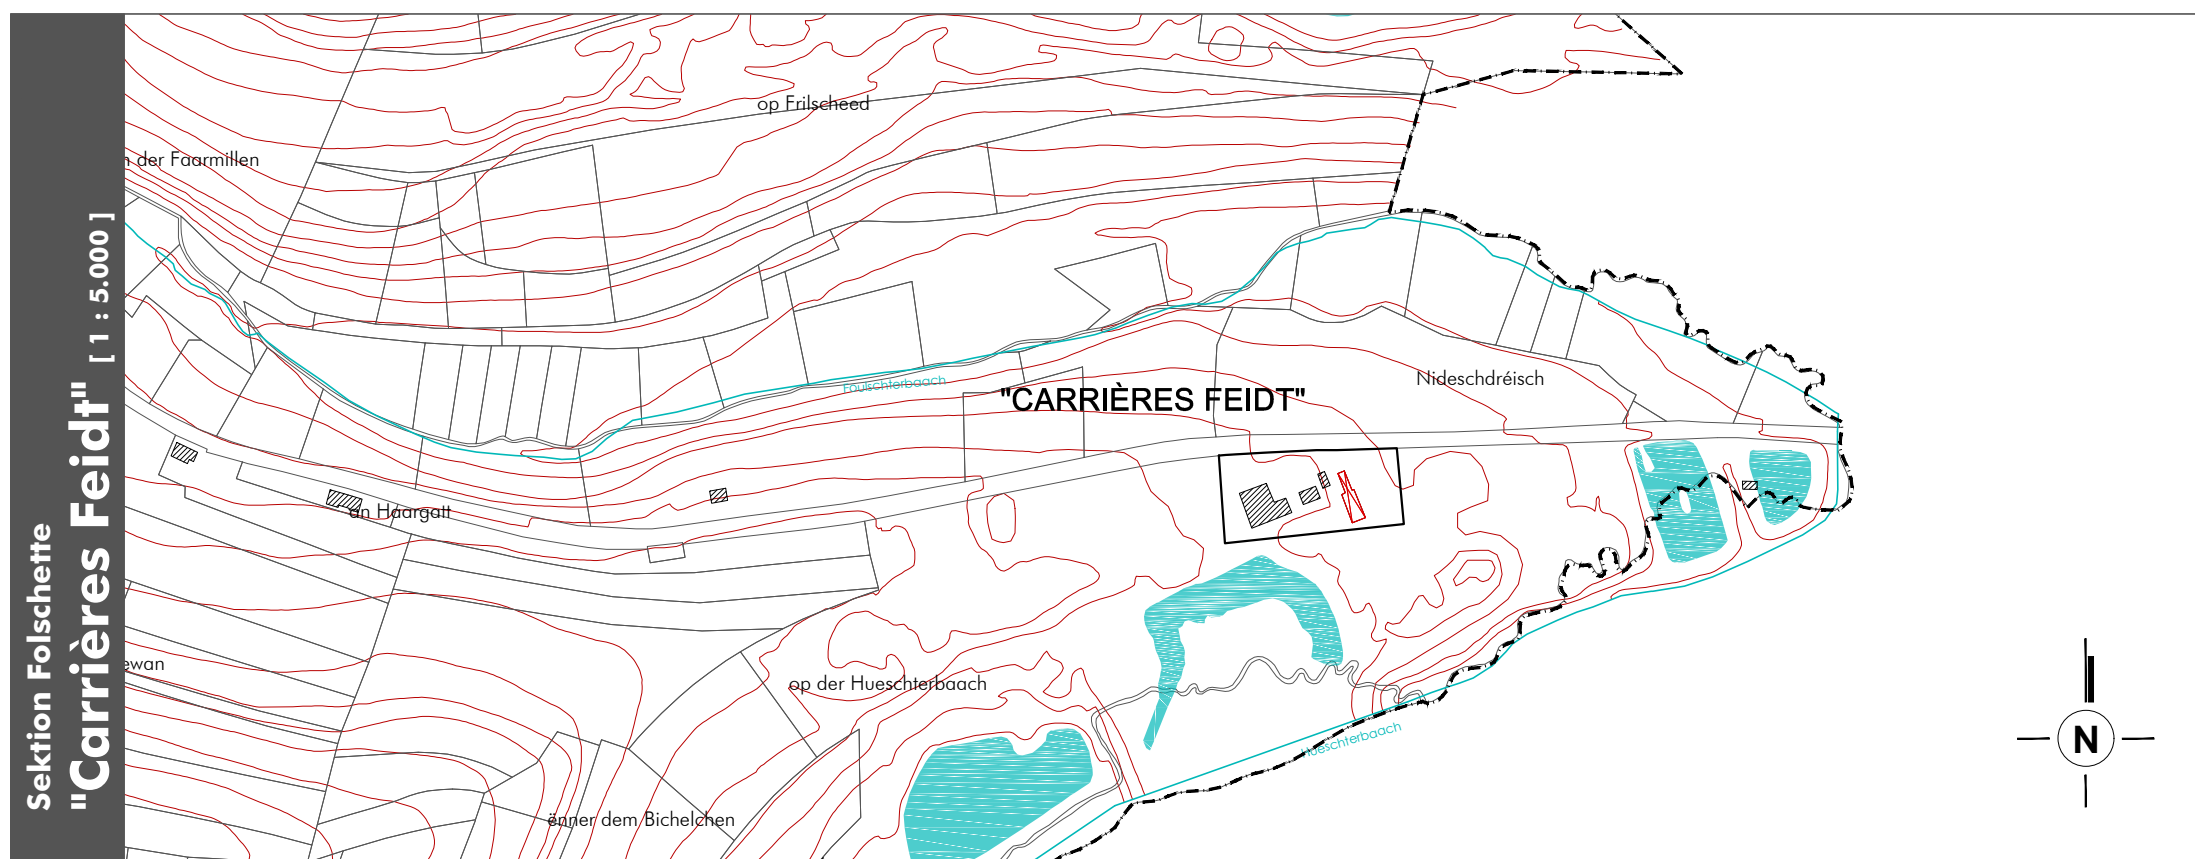 Sektion Folschette
"Carrières Feidt" [ 1 : 5.000 ]
op Frilscheed
n der Faarmillen
Foulschterbaach
"CARRIÈRES FEIDT"
Nideschdréisch
an Haargatt
ewan
op der Hueschterbaach
Hueschterbaach
N
ënner dem Bichelchen